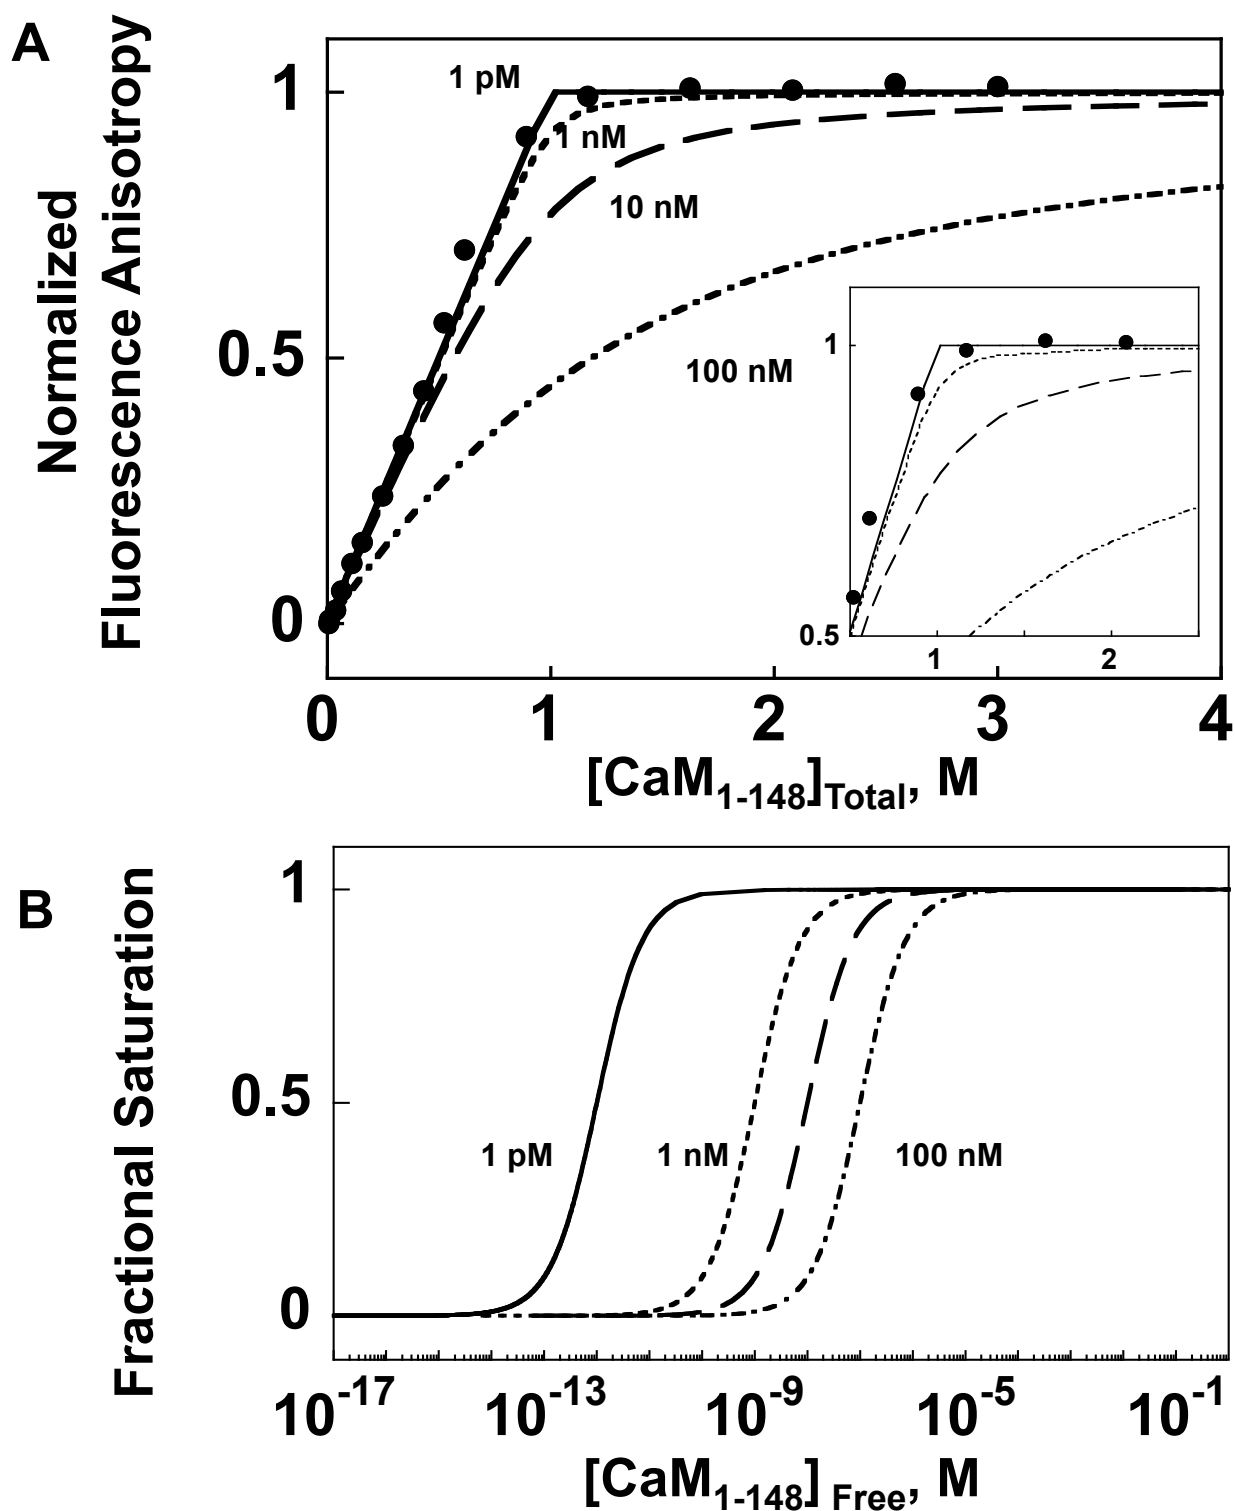 A
Normalized
Fluorescence Anisotropy
1 pM
1 nM
10 nM
100 nM
1
0.5
0
1
0.5
1 2
0 1 2 3 4
[CaM1-148]Total, M
B
Fractional Saturation
1
0.5
0
1 pM
1 nM
100 nM
10-17 10-13 10-9 10-5 10-1
[CaM1-148] Free, M